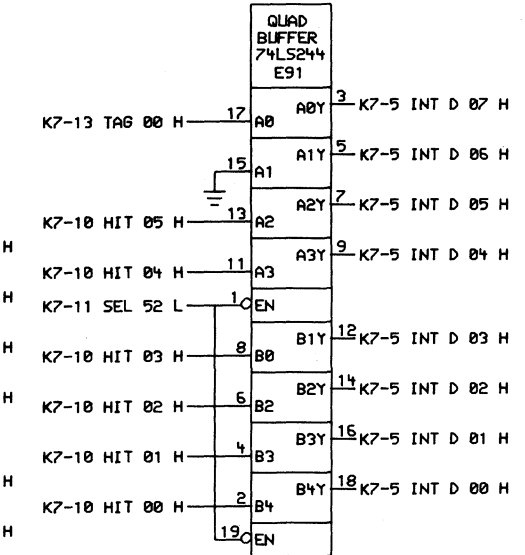 QUAD
BUFFER
74LS244
E91
K7-13 TAG 00 H 17 A0 A0Y 3 K7-5 INT D 07 H
15 A1 A1Y 5 K7-5 INT D 06 H
K7-10 HIT 05 H 13 A2 A2Y 7 K7-5 INT D 05 H
H
K7-10 HIT 04 H 11 A3 A3Y 9 K7-5 INT D 04 H
H
K7-11 SEL 52 L 1 EN
H
K7-10 HIT 03 H 8 B0 B1Y 12 K7-5 INT D 03 H
H
K7-10 HIT 02 H 6 B2 B2Y 14 K7-5 INT D 02 H
K7-10 HIT 01 H 4 B3 B3Y 16 K7-5 INT D 01 H
H
K7-10 HIT 00 H 2 B4 B4Y 18 K7-5 INT D 00 H
H
19 EN